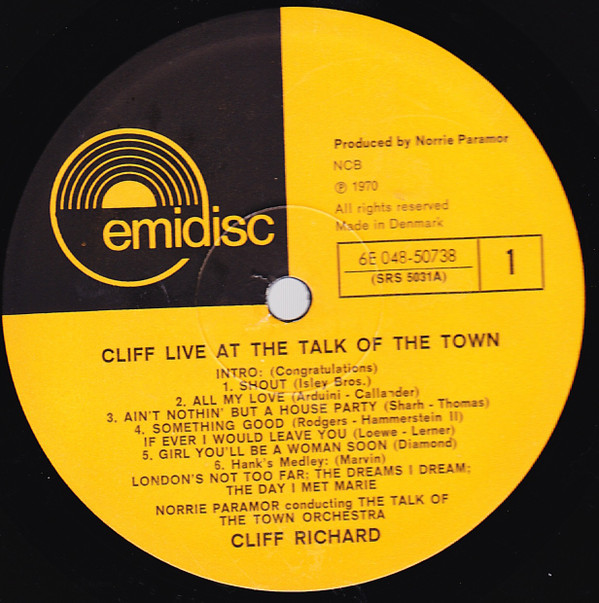 emidisc
Produced by Norrie Paramor
NCB
℗ 1970
All rights reserved
Made in Denmark
6E 048-50738
(SRS 5031A)
1
CLIFF LIVE AT THE TALK OF THE TOWN
INTRO: (Congratulations)
1. SHOUT (Isley Bros.)
2. ALL MY LOVE (Arduini - Callander)
3. AIN'T NOTHIN' BUT A HOUSE PARTY (Sharh - Thomas)
4. SOMETHING GOOD (Rodgers - Hammerstein II)
IF EVER I WOULD LEAVE YOU (Loewe - Lerner)
5. GIRL YOU'LL BE A WOMAN SOON (Diamond)
6. Hank's Medley: (Marvin)
LONDON'S NOT TOO FAR; THE DREAMS I DREAM;
THE DAY I MET MARIE
NORRIE PARAMOR conducting THE TALK OF
THE TOWN ORCHESTRA
CLIFF RICHARD